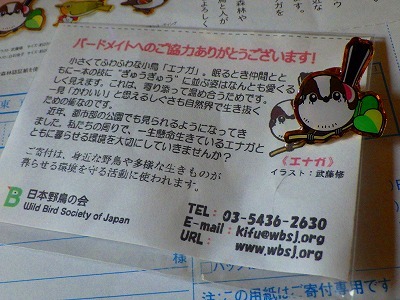 バードメイトへのご協力ありがとうございます!
小さくてふわふわな小鳥『エナガ』。眠るとき仲間とと
もに一本の枝に“ぎゅうぎゅう”に並ぶ姿はなんとも愛くる
しく見えます。これは、寄り添って温め合うためです。
一見「かわいい」と思えるしぐさも自然界で生き抜く
ための術なのです。
近年、都市部の公園でも見られるようになってき
ました。私たちの周りで、一生懸命生きているエナガと
ともに暮らせる環境を大切にしていきませんか?
ご寄付は、身近な野鳥や多様な生きものが
暮らせる環境を守る活動に使われます。
《エナガ》
イラスト:武藤修
日本野鳥の会
Wild Bird Society of Japan
TEL: 03-5436-2630
E-mail: kifu@wbsj.org
URL: www.wbsj.org
様
注:この用紙はご寄付専用です